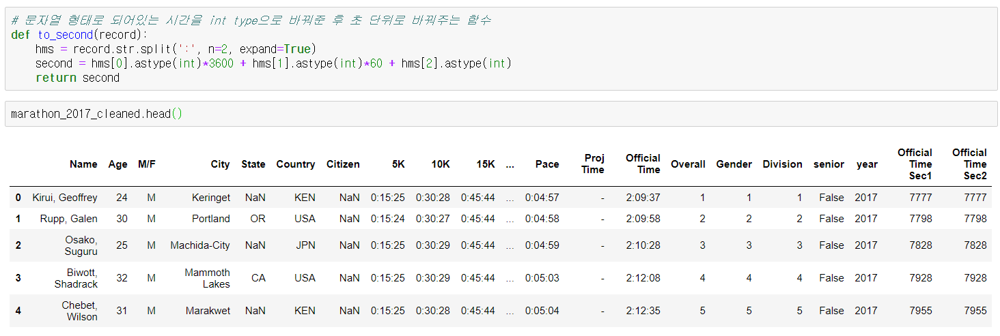 # 문자열 형태로 되어있는 시간을 int type으로 바꿔준 후 초 단위로 바꿔주는 함수
def to_second(record):
    hms = record.str.split(':', n=2, expand=True)
    second = hms[0].astype(int)*3600 + hms[1].astype(int)*60 + hms[2].astype(int)
    return second
marathon_2017_cleaned.head()
Name Age M/F City State Country Citizen 5K 10K 15K ... Pace Proj Time Official Time Overall Gender Division senior year Official Time Sec1 Official Time Sec2
0 Kirui, Geoffrey 24 M Keringet NaN KEN NaN 0:15:25 0:30:28 0:45:44 ... 0:04:57 - 2:09:37 1 1 1 False 2017 7777 7777
1 Rupp, Galen 30 M Portland OR USA NaN 0:15:24 0:30:27 0:45:44 ... 0:04:58 - 2:09:58 2 2 2 False 2017 7798 7798
2 Osako, Suguru 25 M Machida-City NaN JPN NaN 0:15:25 0:30:29 0:45:44 ... 0:04:59 - 2:10:28 3 3 3 False 2017 7828 7828
3 Biwott, Shadrack 32 M Mammoth Lakes CA USA NaN 0:15:25 0:30:29 0:45:44 ... 0:05:03 - 2:12:08 4 4 4 False 2017 7928 7928
4 Chebet, Wilson 31 M Marakwet NaN KEN NaN 0:15:25 0:30:28 0:45:44 ... 0:05:04 - 2:12:35 5 5 5 False 2017 7955 7955